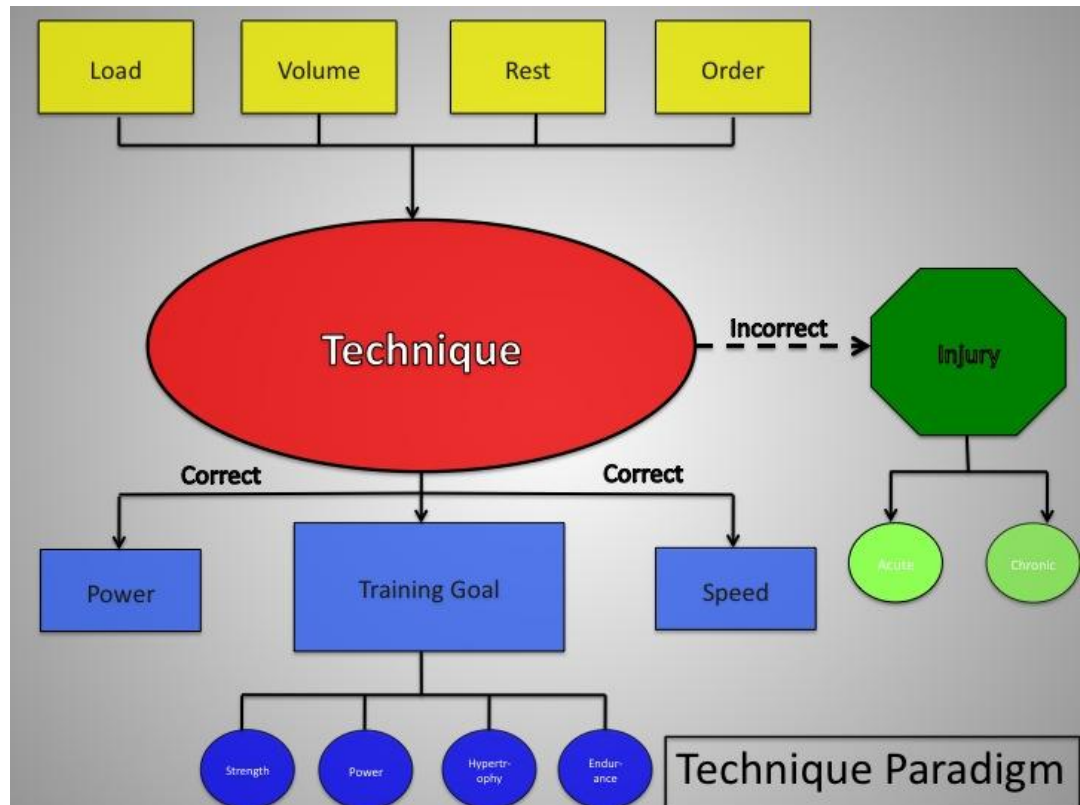 Load
Volume
Rest
Order
Technique
Incorrect
Injury
Correct
Correct
Power
Training Goal
Speed
Acute
Chronic
Strength
Power
Hypertr-
ophy
Endur-
ance
Technique Paradigm